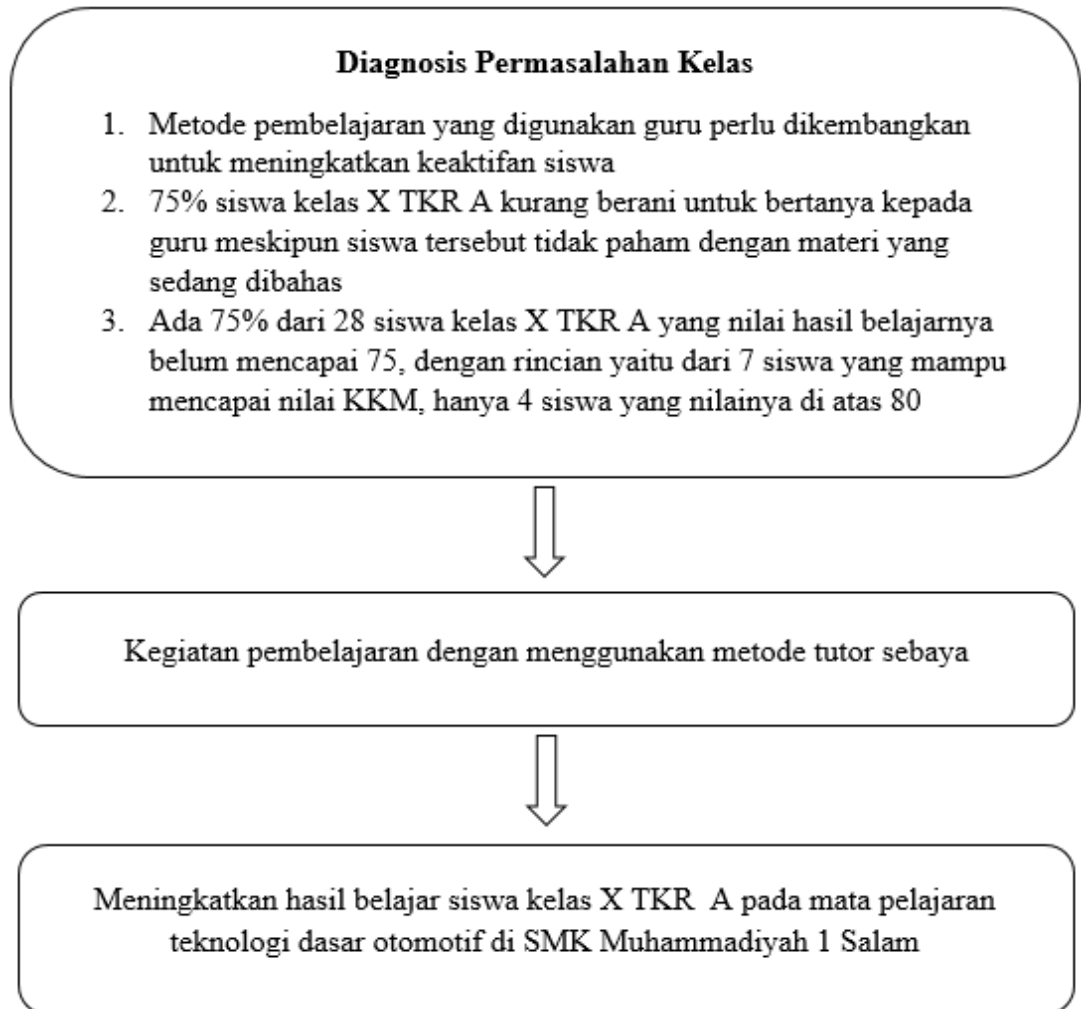 Diagnosis Permasalahan Kelas
1. Metode pembelajaran yang digunakan guru perlu dikembangkan
untuk meningkatkan keaktifan siswa
2. 75% siswa kelas X TKR A kurang berani untuk bertanya kepada
guru meskipun siswa tersebut tidak paham dengan materi yang
sedang dibahas
3. Ada 75% dari 28 siswa kelas X TKR A yang nilai hasil belajarnya
belum mencapai 75, dengan rincian yaitu dari 7 siswa yang mampu
mencapai nilai KKM, hanya 4 siswa yang nilainya di atas 80
Kegiatan pembelajaran dengan menggunakan metode tutor sebaya
Meningkatkan hasil belajar siswa kelas X TKR A pada mata pelajaran
teknologi dasar otomotif di SMK Muhammadiyah 1 Salam